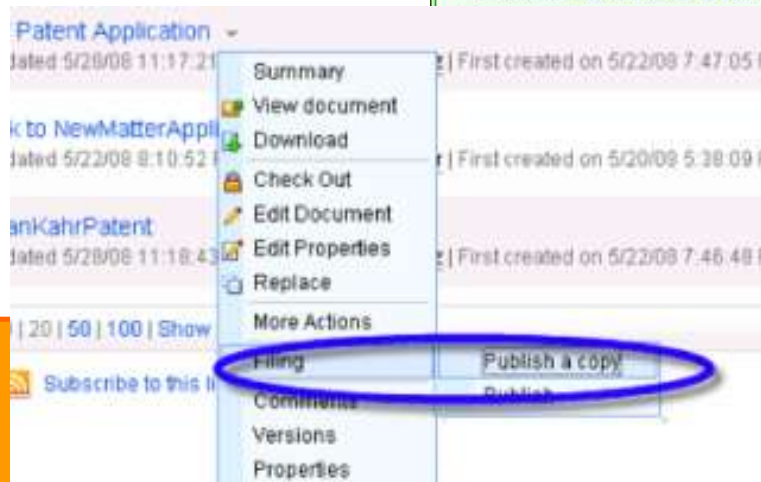 Patent Application
dated 5/28/08 11:17:21 | First created on 5/22/08 7:47:05
k to NewMatterAppli
dated 5/22/08 8:10:52 | First created on 5/20/08 5:38:09
anKahrPatent
dated 5/28/08 11:18:43 | First created on 5/22/08 7:46:48
| 20 | 50 | 100 | Show
Subscribe to this li
Summary
View document
Download
Check Out
Edit Document
Edit Properties
Replace
More Actions
Filing
Comments
Versions
Properties
Publish a copy
Publish